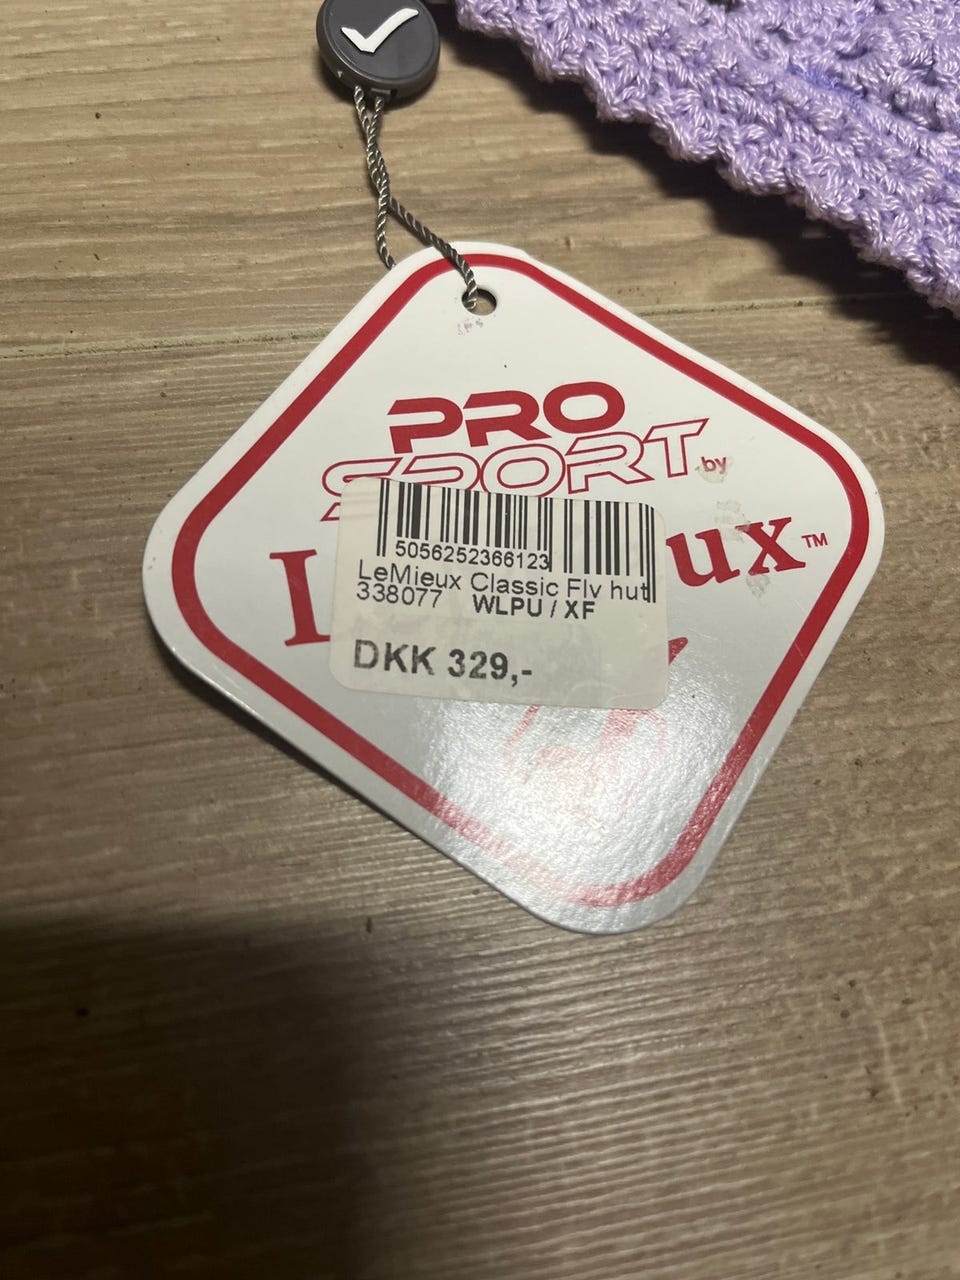 PRO
SPORT by
L ux™
5056252366123
LeMieux Classic Fly hut
338077 WLPU / XF
DKK 329,-